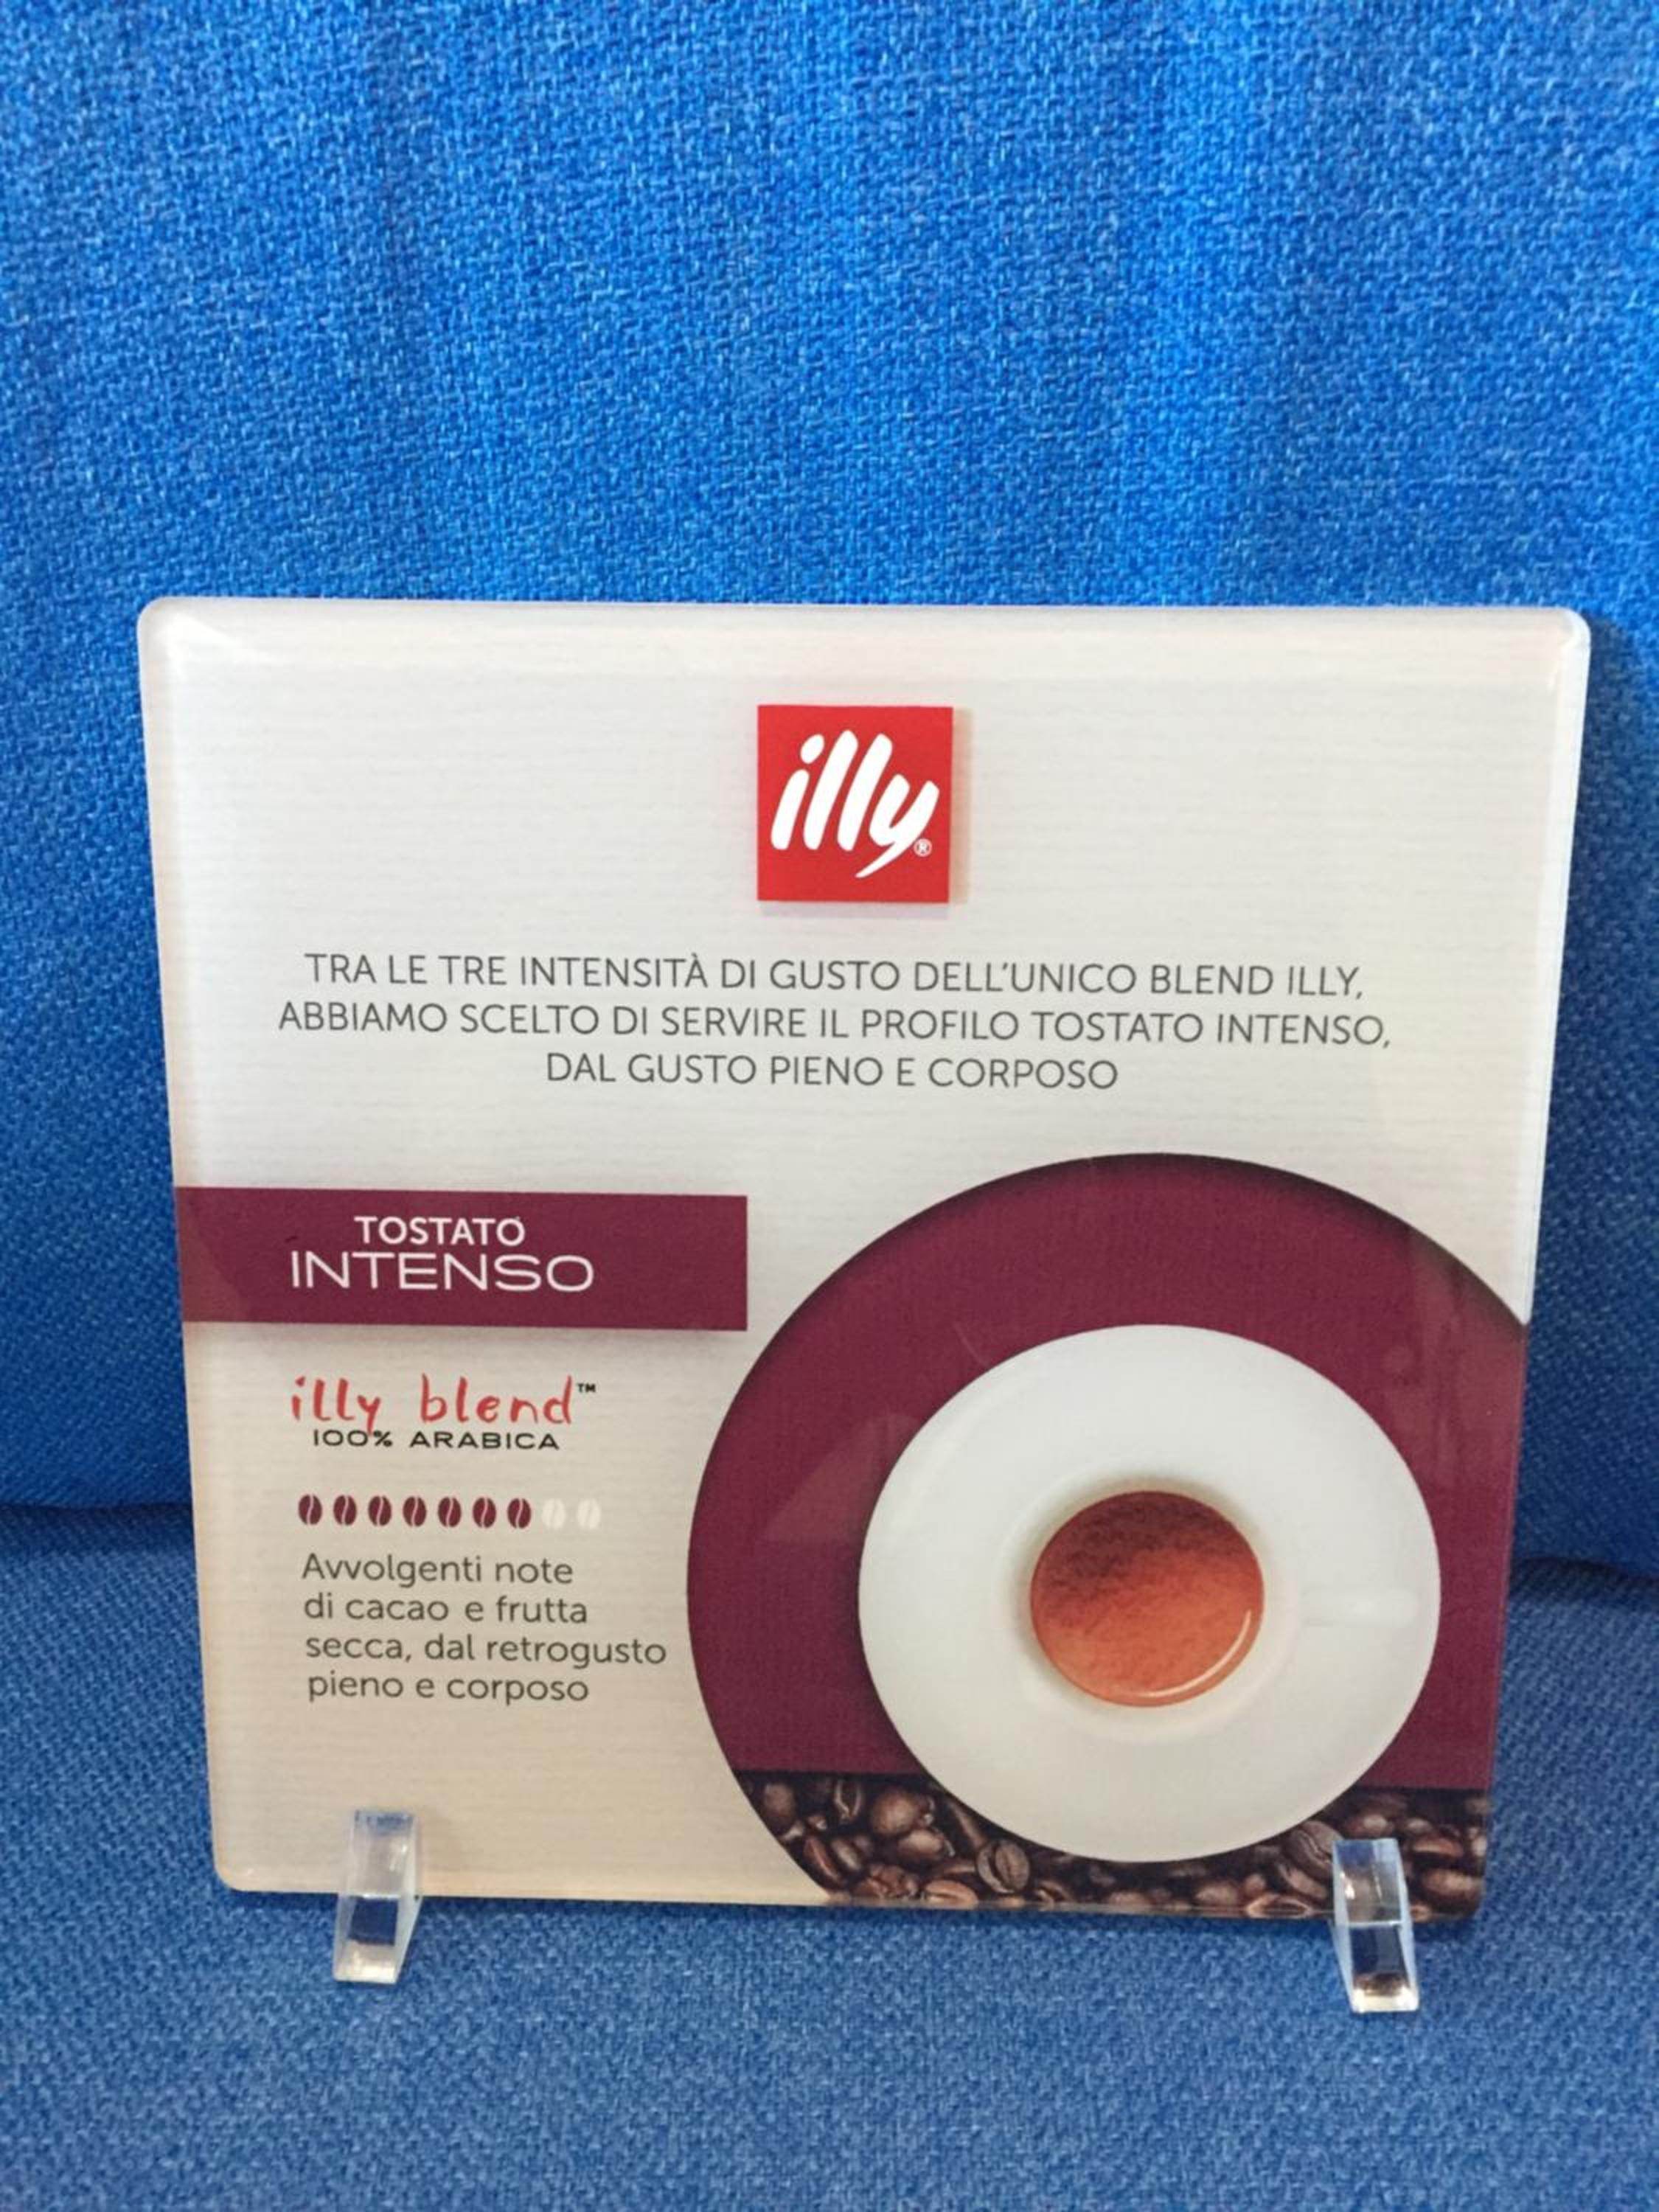 illy®
TRA LE TRE INTENSITÀ DI GUSTO DELL'UNICO BLEND ILLY,
ABBIAMO SCELTO DI SERVIRE IL PROFILO TOSTATO INTENSO,
DAL GUSTO PIENO E CORPOSO
TOSTATO
INTENSO
illy blend™
100% ARABICA
Avvolgenti note
di cacao e frutta
secca, dal retrogusto
pieno e corposo